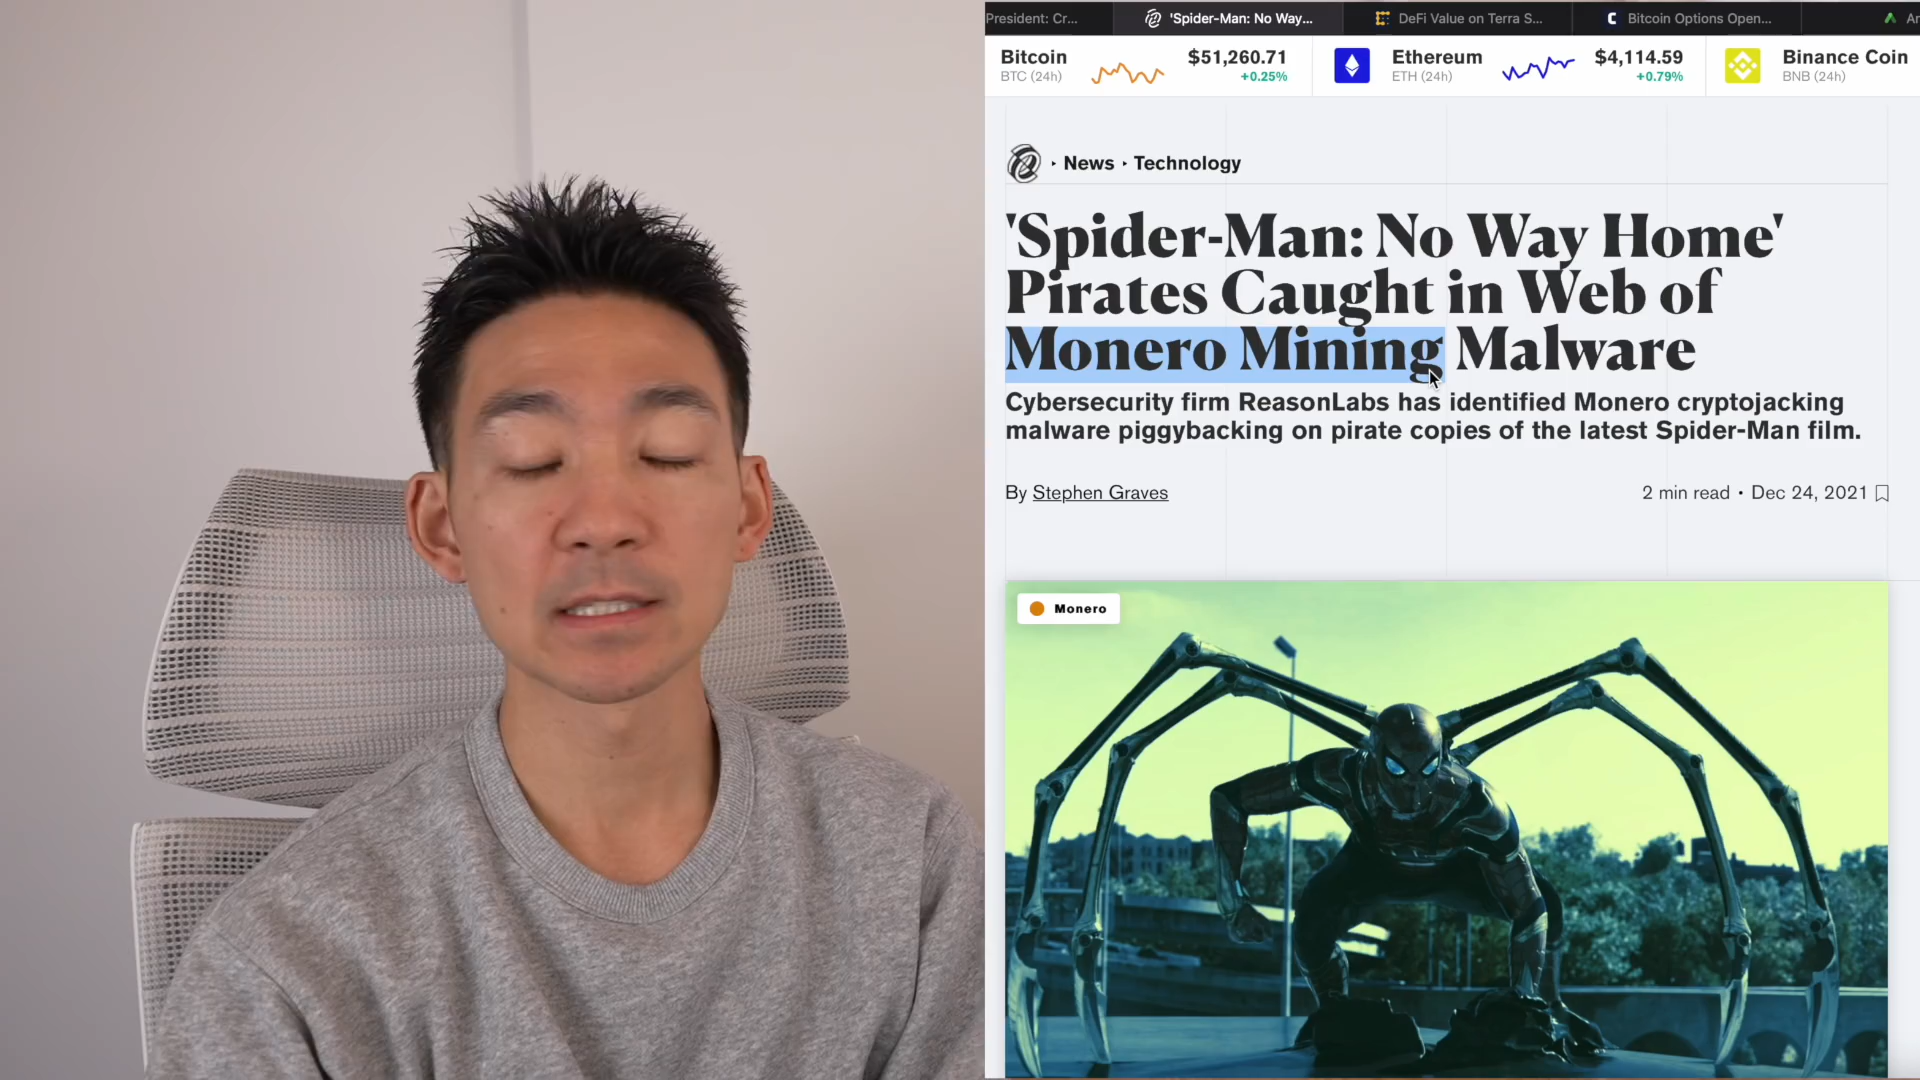 President: Cr...
'Spider-Man: No Way...
DeFi Value on Terra S...
Bitcoin Options Open...
Bitcoin
BTC (24h)
$51,260.71
+0.25%
Ethereum
ETH (24h)
$4,114.59
+0.79%
Binance Coin
BNB (24h)
News · Technology
'Spider-Man: No Way Home'
Pirates Caught in Web of
Monero Mining Malware
Cybersecurity firm ReasonLabs has identified Monero cryptojacking
malware piggybacking on pirate copies of the latest Spider-Man film.
By Stephen Graves
2 min read • Dec 24, 2021
Monero